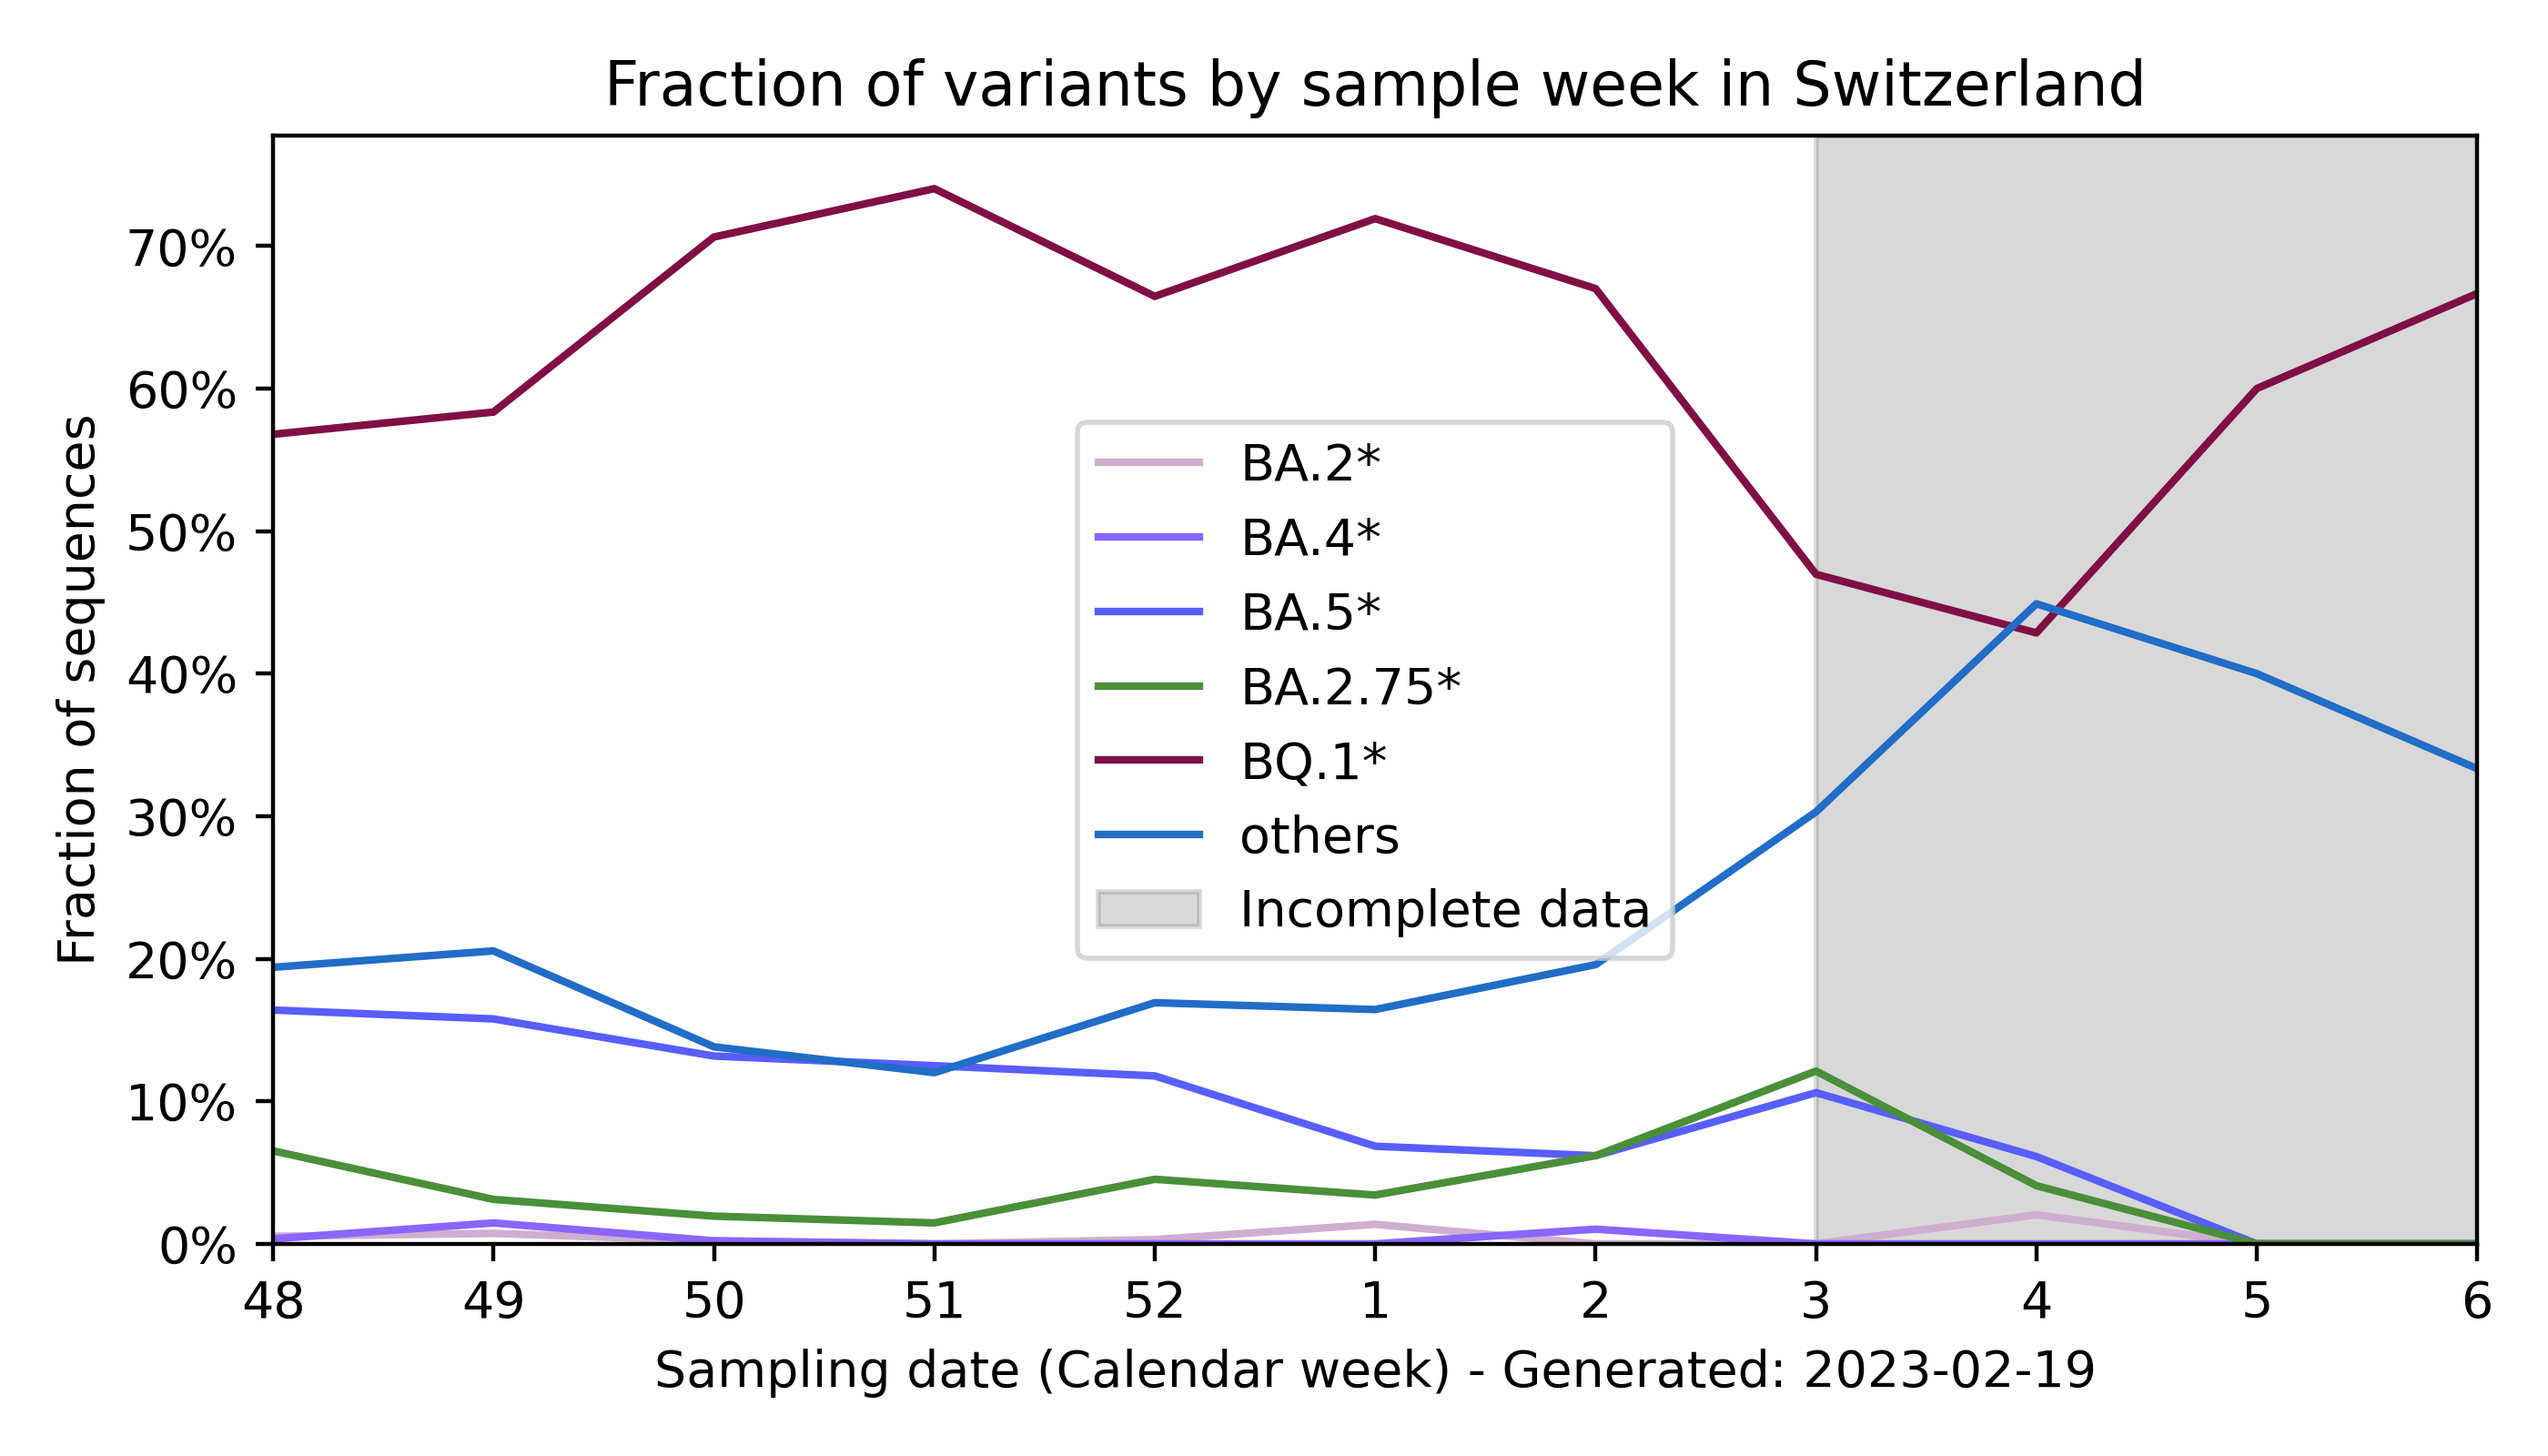 Fraction of variants by sample week in Switzerland
Fraction of sequences
70%
60%
50%
40%
30%
20%
10%
0%
BA.2*
BA.4*
BA.5*
BA.2.75*
BQ.1*
others
Incomplete data
48 49 50 51 52 1 2 3 4 5 6
Sampling date (Calendar week) - Generated: 2023-02-19